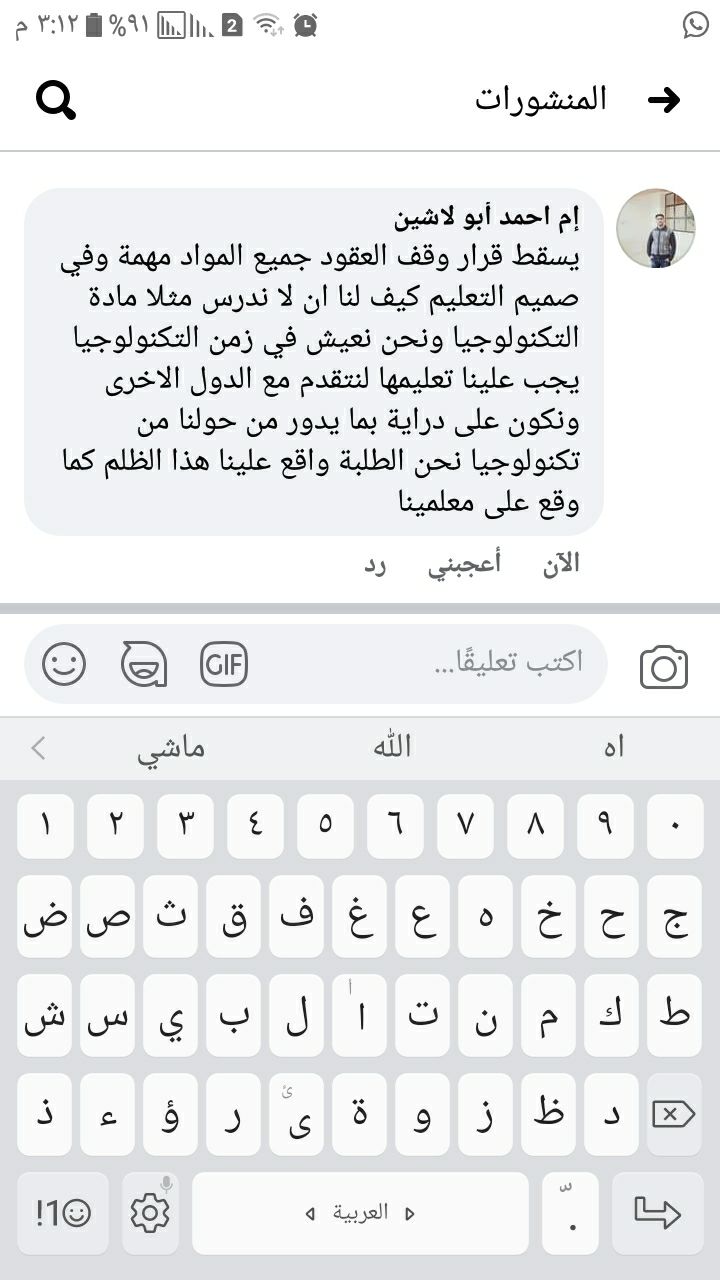 م ٣:١٢ %٩١ 2
المنشورات
إم احمد أبو لاشين
يسقط قرار وقف العقود جميع المواد مهمة وفي
صميم التعليم كيف لنا ان لا ندرس مثلا مادة
التكنولوجيا ونحن نعيش في زمن التكنولوجيا
يجب علينا تعليمها لنتقدم مع الدول الاخرى
ونكون على دراية بما يدور من حولنا من
تكنولوجيا نحن الطلبة واقع علينا هذا الظلم كما
وقع على معلمينا
الآن أعجبني رد
اكتب تعليقًا... GIF
اه الله ماشي
١ ٢ ٣ ٤ ٥ ٦ ٧ ٨ ٩ ٠
ض ص ث ق ف غ ع ه خ ح ج
ش س ي ب ل ا أ ت ن م ك ط
ذ ء ؤ ر ى ئ ة و ز ظ د
!1☺ العربية . ّ